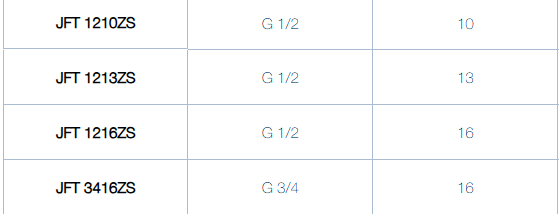 JFT 1210ZS G 1/2 10
JFT 1213ZS G 1/2 13
JFT 1216ZS G 1/2 16
JFT 3416ZS G 3/4 16